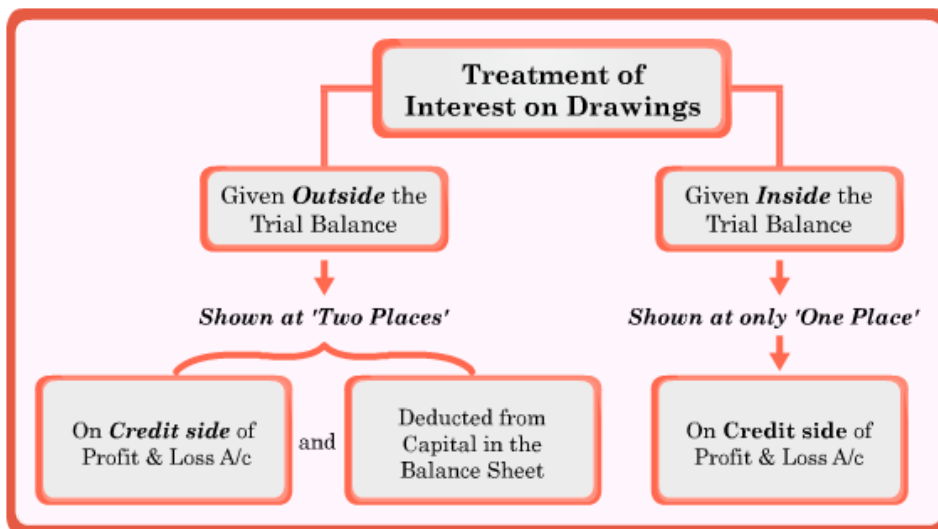 Treatment of
Interest on Drawings
Given Outside the
Trial Balance
Given Inside the
Trial Balance
Shown at 'Two Places'
Shown at only 'One Place'
On Credit side of
Profit & Loss A/c
and
Deducted from
Capital in the
Balance Sheet
On Credit side of
Profit & Loss A/c